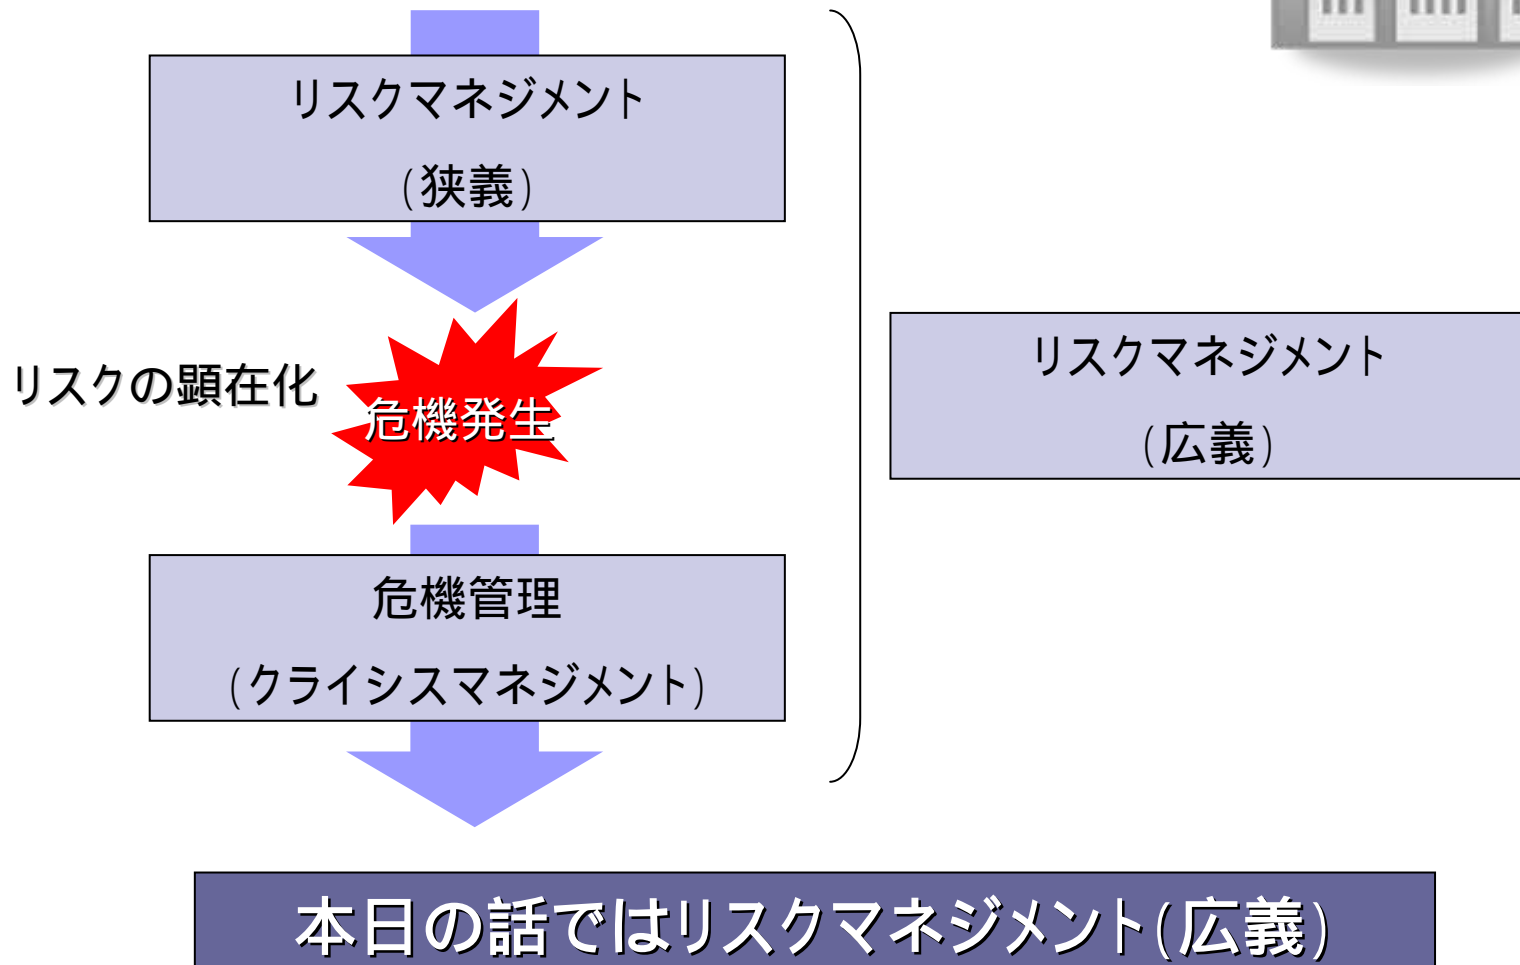 リスクマネジメント
(狭義)
リスクの顕在化
危機発生
危機管理
(クライシスマネジメント)
リスクマネジメント
(広義)
本日の話ではリスクマネジメント(広義)